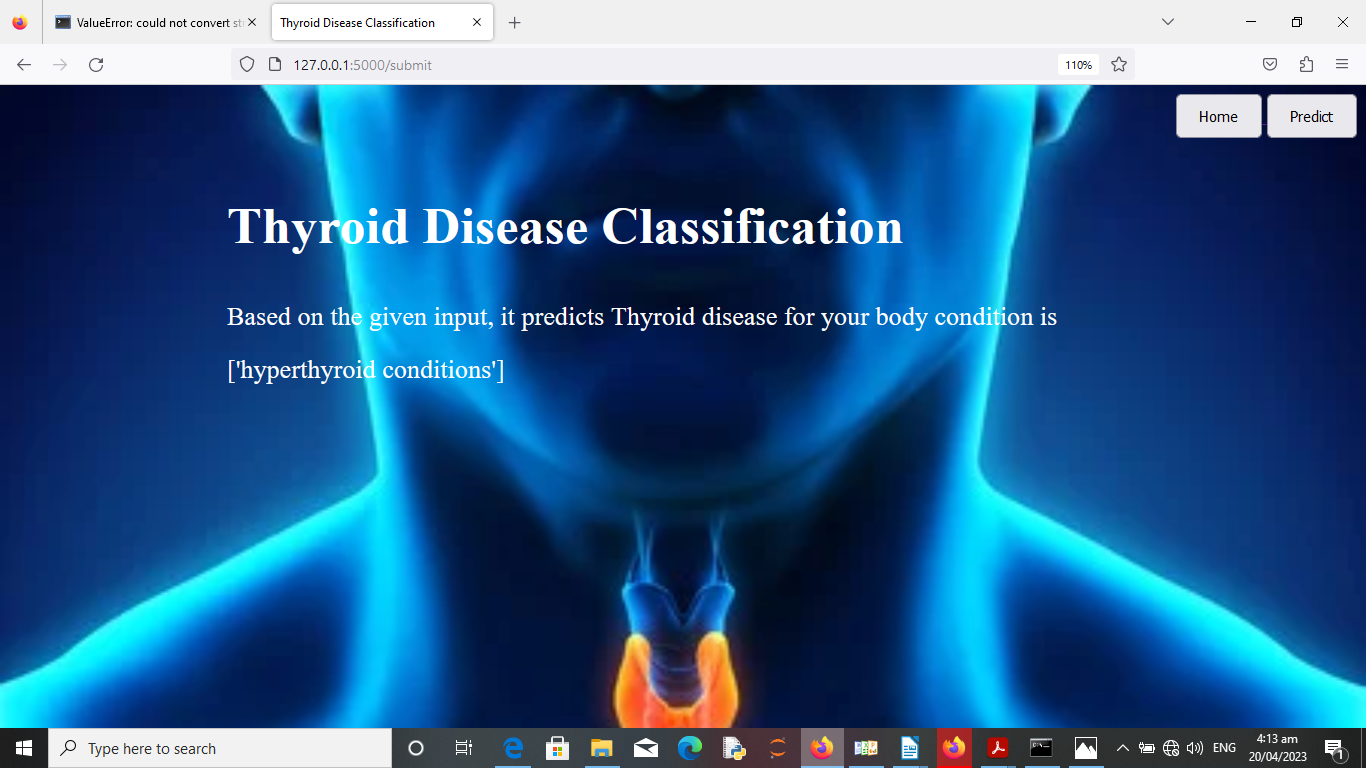 ValueError: could not convert str
Thyroid Disease Classification
127.0.0.1:5000/submit
110%
Home
Predict
Thyroid Disease Classification
Based on the given input, it predicts Thyroid disease for your body condition is
['hyperthyroid conditions']
Type here to search
ENG
4:13 am
20/04/2023
1